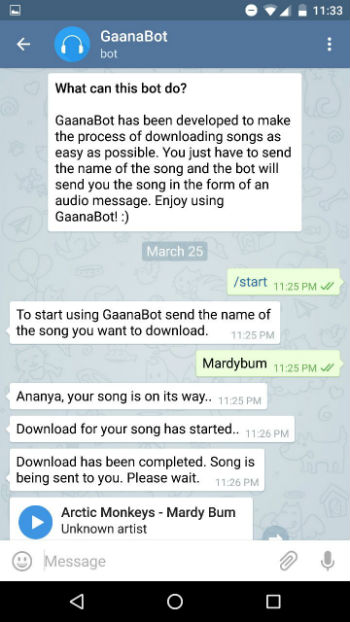 11:33
GaanaBot
bot
What can this bot do?
GaanaBot has been developed to make
the process of downloading songs as
easy as possible. You just have to send
the name of the song and the bot will
send you the song in the form of an
audio message. Enjoy using
GaanaBot! :)
March 25
/start 11:25 PM
To start using GaanaBot send the name of
the song you want to download. 11:25 PM
Mardybum 11:25 PM
Ananya, your song is on its way.. 11:25 PM
Download for your song has started.. 11:26 PM
Download has been completed. Song is
being sent to you. Please wait. 11:26 PM
Arctic Monkeys - Mardy Bum
Unknown artist
Message